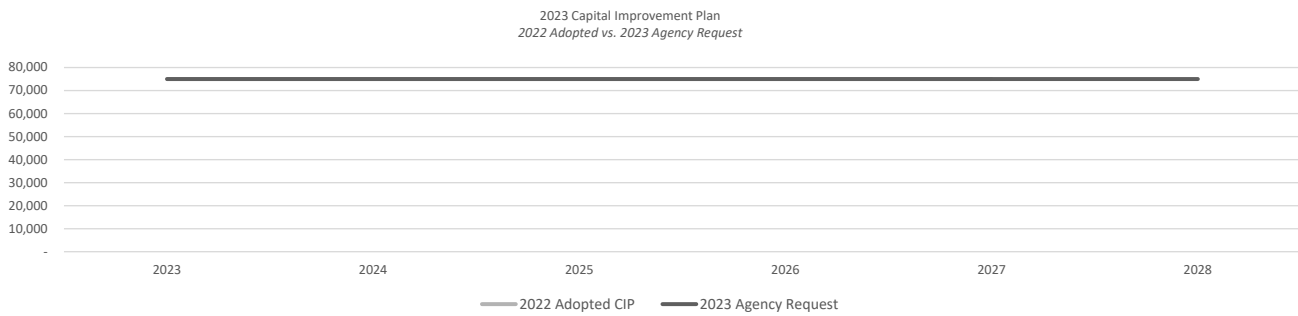 2023 Capital Improvement Plan
2022 Adopted vs. 2023 Agency Request
80,000
70,000
60,000
50,000
40,000
30,000
20,000
10,000
-
2023 2024 2025 2026 2027 2028
2022 Adopted CIP 2023 Agency Request